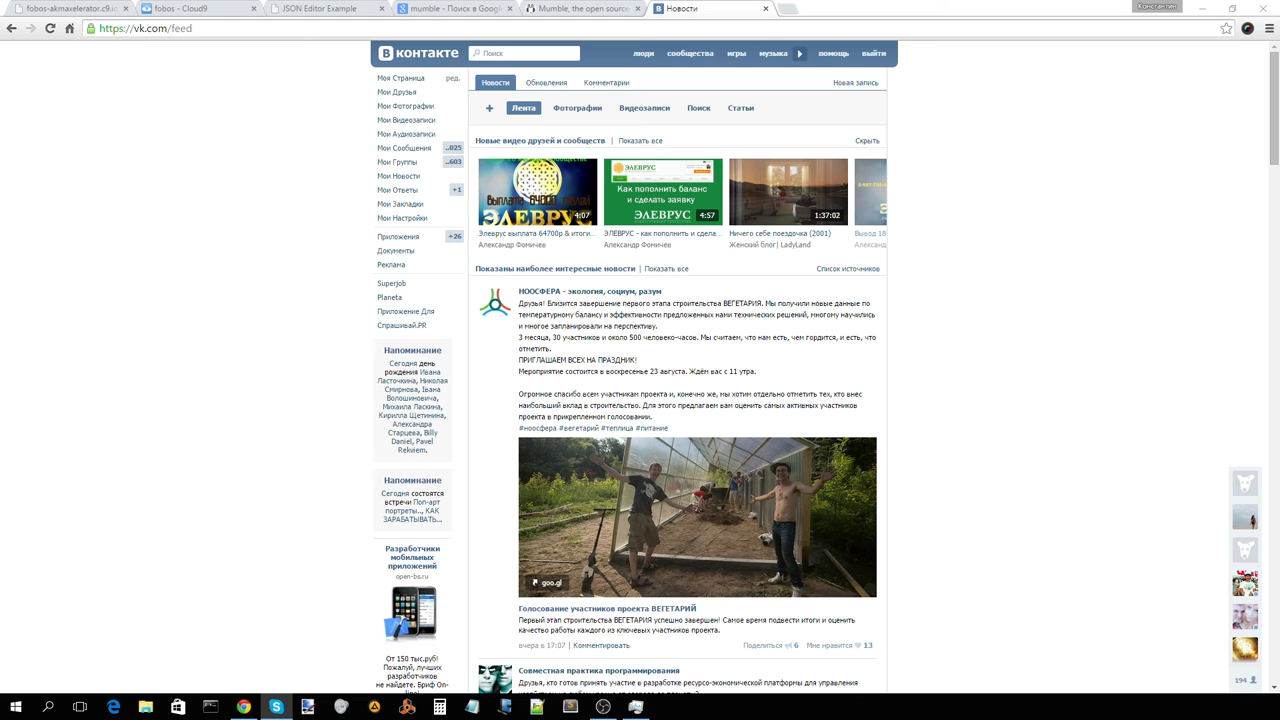 fobos-akmaxelerator.c9.io
fobos - Cloud9
JSON Editor Example
mumble - Поиск в Googl
Mumble, the open source
Новости
Константин
https://vk.com/feed
В контакте
Поиск
люди сообщества игры музыка помощь выйти
Моя Страница ред.
Мои Друзья
Мои Фотографии
Мои Видеозаписи
Мои Аудиозаписи
Мои Сообщения ..025
Мои Группы ..603
Мои Новости
Мои Ответы +1
Мои Закладки
Мои Настройки
Приложения +26
Документы
Реклама
Superjob
Planeta
Приложение Для
Спрашивай.PR
Напоминание
Сегодня день
рождения Ивана
Ласточкина, Николая
Смирнова, Івана
Волошиновича,
Михаила Ласкина,
Кирилла Щетинина,
Александра
Старцева, Billy
Daniel, Pavel
Rekviem.
Напоминание
Сегодня состоятся
встречи Поп-арт
портреты.., КАК
ЗАРАБАТЫВАТЬ...
Разработчики
мобильных
приложений
open-bs.ru
От 150 тыс.руб!
Пожалуй, лучших
разработчиков
не найдете. Бриф On-
Новости Обновления Комментарии Новая запись
+ Лента Фотографии Видеозаписи Поиск Статьи
Новые видео друзей и сообществ | Показать все Скрыть
Выплата 64000 рублей
ЭЛЕВРУС
4:07
ЭЛЕВРУС
Как пополнить баланс
и сделать заявку
ЭЛЕВРУС 4:57
1:37:02
Элеврус выплата 64700р & итоги...
Александр Фомичев
ЭЛЕВРУС - как пополнить и сдела...
Александр Фомичев
Ничего себе поездочка (2001)
Женский блог| LadyLand
Вывод 18
Александ
Показаны наиболее интересные новости | Показать все Список источников
НООСФЕРА - экология, социум, разум
Друзья! Близится завершение первого этапа строительства ВЕГЕТАРИЯ. Мы получили новые данные по
температурному балансу и эффективности предложенных нами технических решений, многому научились
и многое запланировали на перспективу.
3 месяца, 30 участников и около 500 человеко-часов. Мы считаем, что нам есть, чем гордится, и есть, что
отметить.
ПРИГЛАШАЕМ ВСЕХ НА ПРАЗДНИК!
Мероприятие состоится в воскресенье 23 августа. Ждём вас с 11 утра.
Огромное спасибо всем участникам проекта и, конечно же, мы хотим отдельно отметить тех, кто внес
наибольший вклад в строительство. Для этого предлагаем вам оценить самых активных участников
проекта в прикрепленном голосовании.
#ноосфера #вегетарий #теплица #питание
goo.gl
Голосование участников проекта ВЕГЕТАРИЙ
Первый этап строительства ВЕГЕТАРИЯ успешно завершен! Самое время подвести итоги и оценить
качество работы каждого из ключевых участников проекта.
вчера в 17:07 | Комментировать Поделиться 6 Мне нравится 13
Совместная практика программирования
Друзья, кто готов принять участие в разработке ресурсо-экономической платформы для управления
194